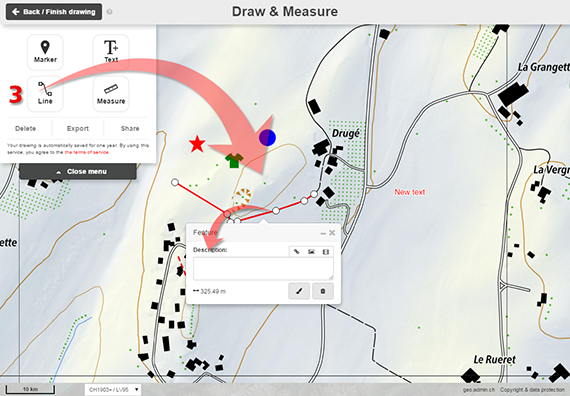 Back / Finish drawing
Draw & Measure
Marker
Text
3
Line
Measure
Delete
Export
Share
Your drawing is automatically saved for one year. By using this
service, you agree to the the terms of service.
Close menu
La Grangett
Drugé
La Vergn
New text
ette
Feature
Description:
325.49 m
Le Rueret
10 km
CH1903+ / LV95
geo.admin.ch
Copyright & data protection